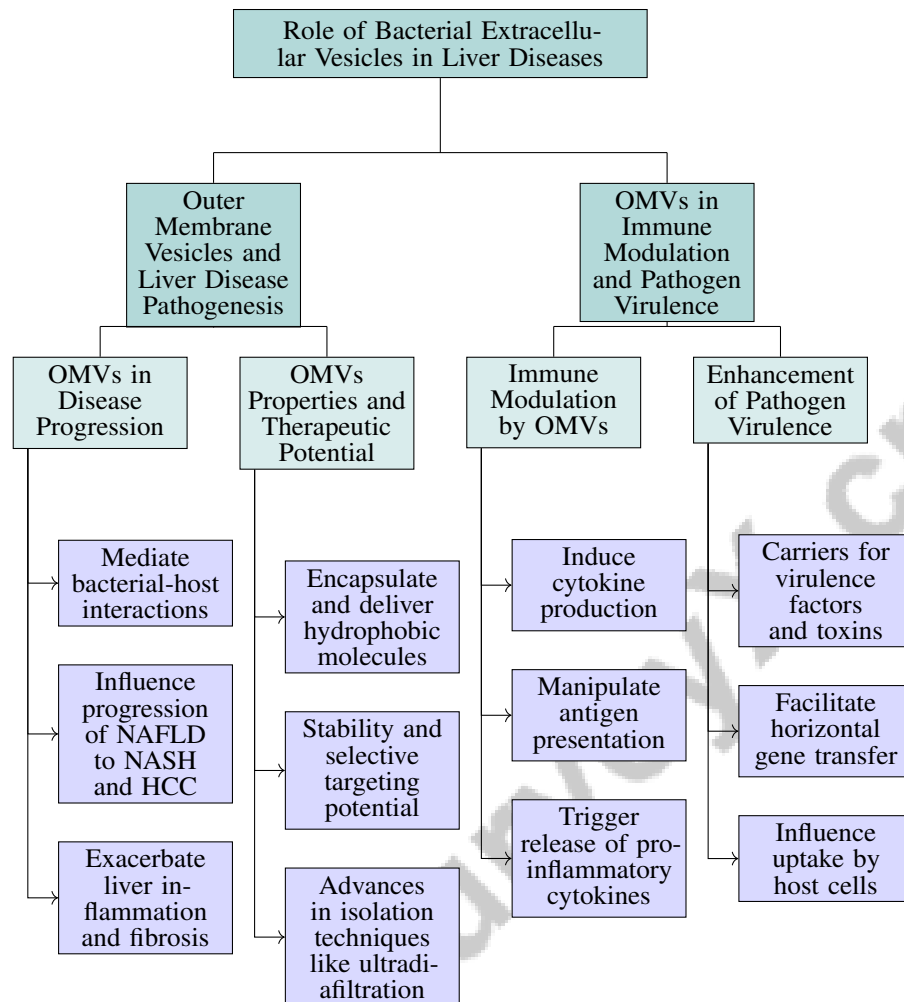 Role of Bacterial Extracellu-
lar Vesicles in Liver Diseases
Outer
Membrane
Vesicles and
Liver Disease
Pathogenesis
OMVs in
Immune
Modulation
and Pathogen
Virulence
OMVs in
Disease
Progression
OMVs
Properties and
Therapeutic
Potential
Immune
Modulation
by OMVs
Enhancement
of Pathogen
Virulence
Mediate
bacterial-host
interactions
Influence
progression
of NAFLD
to NASH
and HCC
Exacerbate
liver in-
flammation
and fibrosis
Encapsulate
and deliver
hydrophobic
molecules
Stability and
selective
targeting
potential
Advances
in isolation
techniques
like ultradi-
afiltration
Induce
cytokine
production
Manipulate
antigen
presentation
Trigger
release of pro-
inflammatory
cytokines
Carriers for
virulence
factors
and toxins
Facilitate
horizontal
gene transfer
Influence
uptake by
host cells